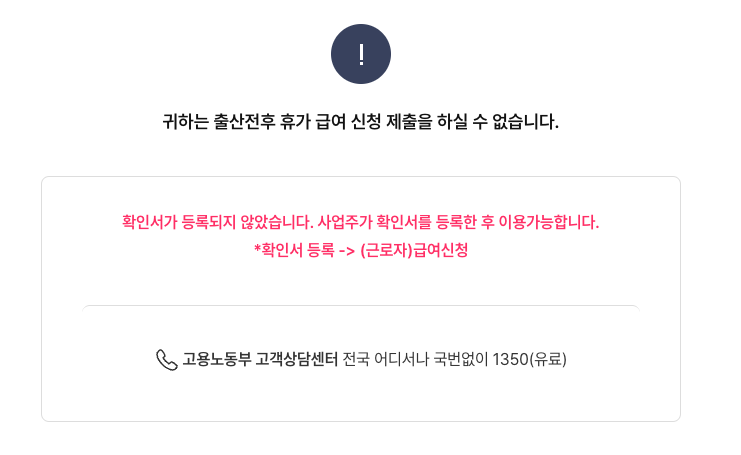 !
귀하는 출산전후 휴가 급여 신청 제출을 하실 수 없습니다.
확인서가 등록되지 않았습니다. 사업주가 확인서를 등록한 후 이용가능합니다.
*확인서 등록 -> (근로자)급여신청
고용노동부 고객상담센터 전국 어디서나 국번없이 1350(유료)